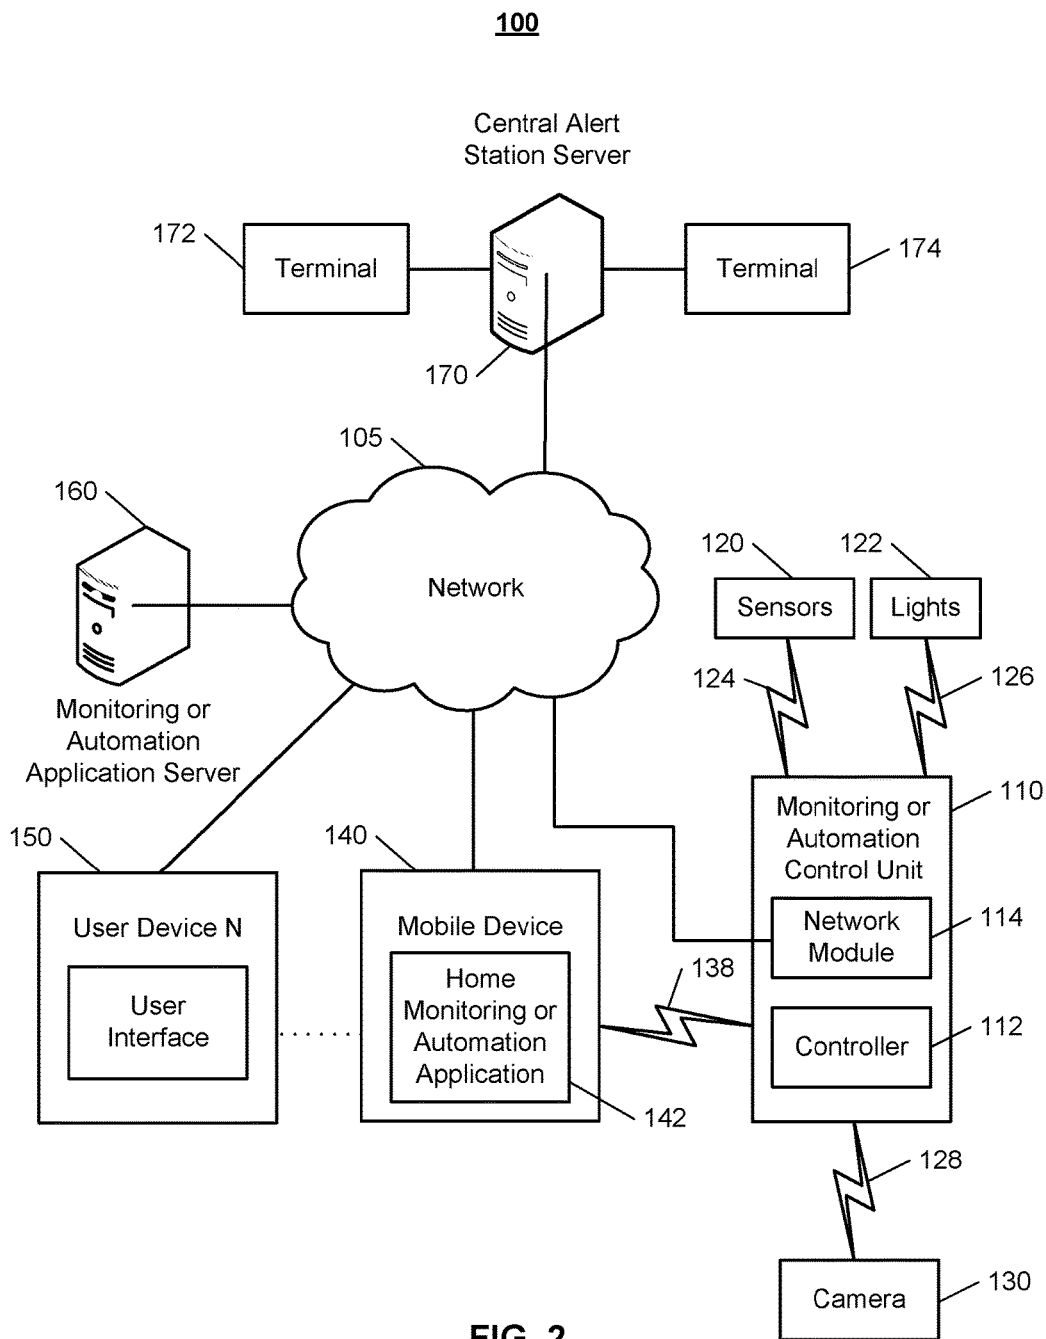 100
Central Alert
Station Server
172
Terminal
Terminal
174
170
105
160
Network
120
122
Sensors
Lights
124
126
Monitoring or
Automation
Application Server
110
Monitoring or
Automation
Control Unit
150
140
User Device N
Mobile Device
Network
Module
114
138
User
Interface
Home
Monitoring or
Automation
Application
Controller
112
142
128
Camera
130
FIG. 2